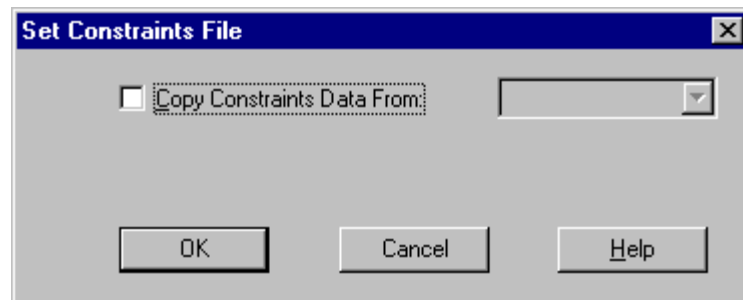 Set Constraints File
Copy Constraints Data From:
OK Cancel Help